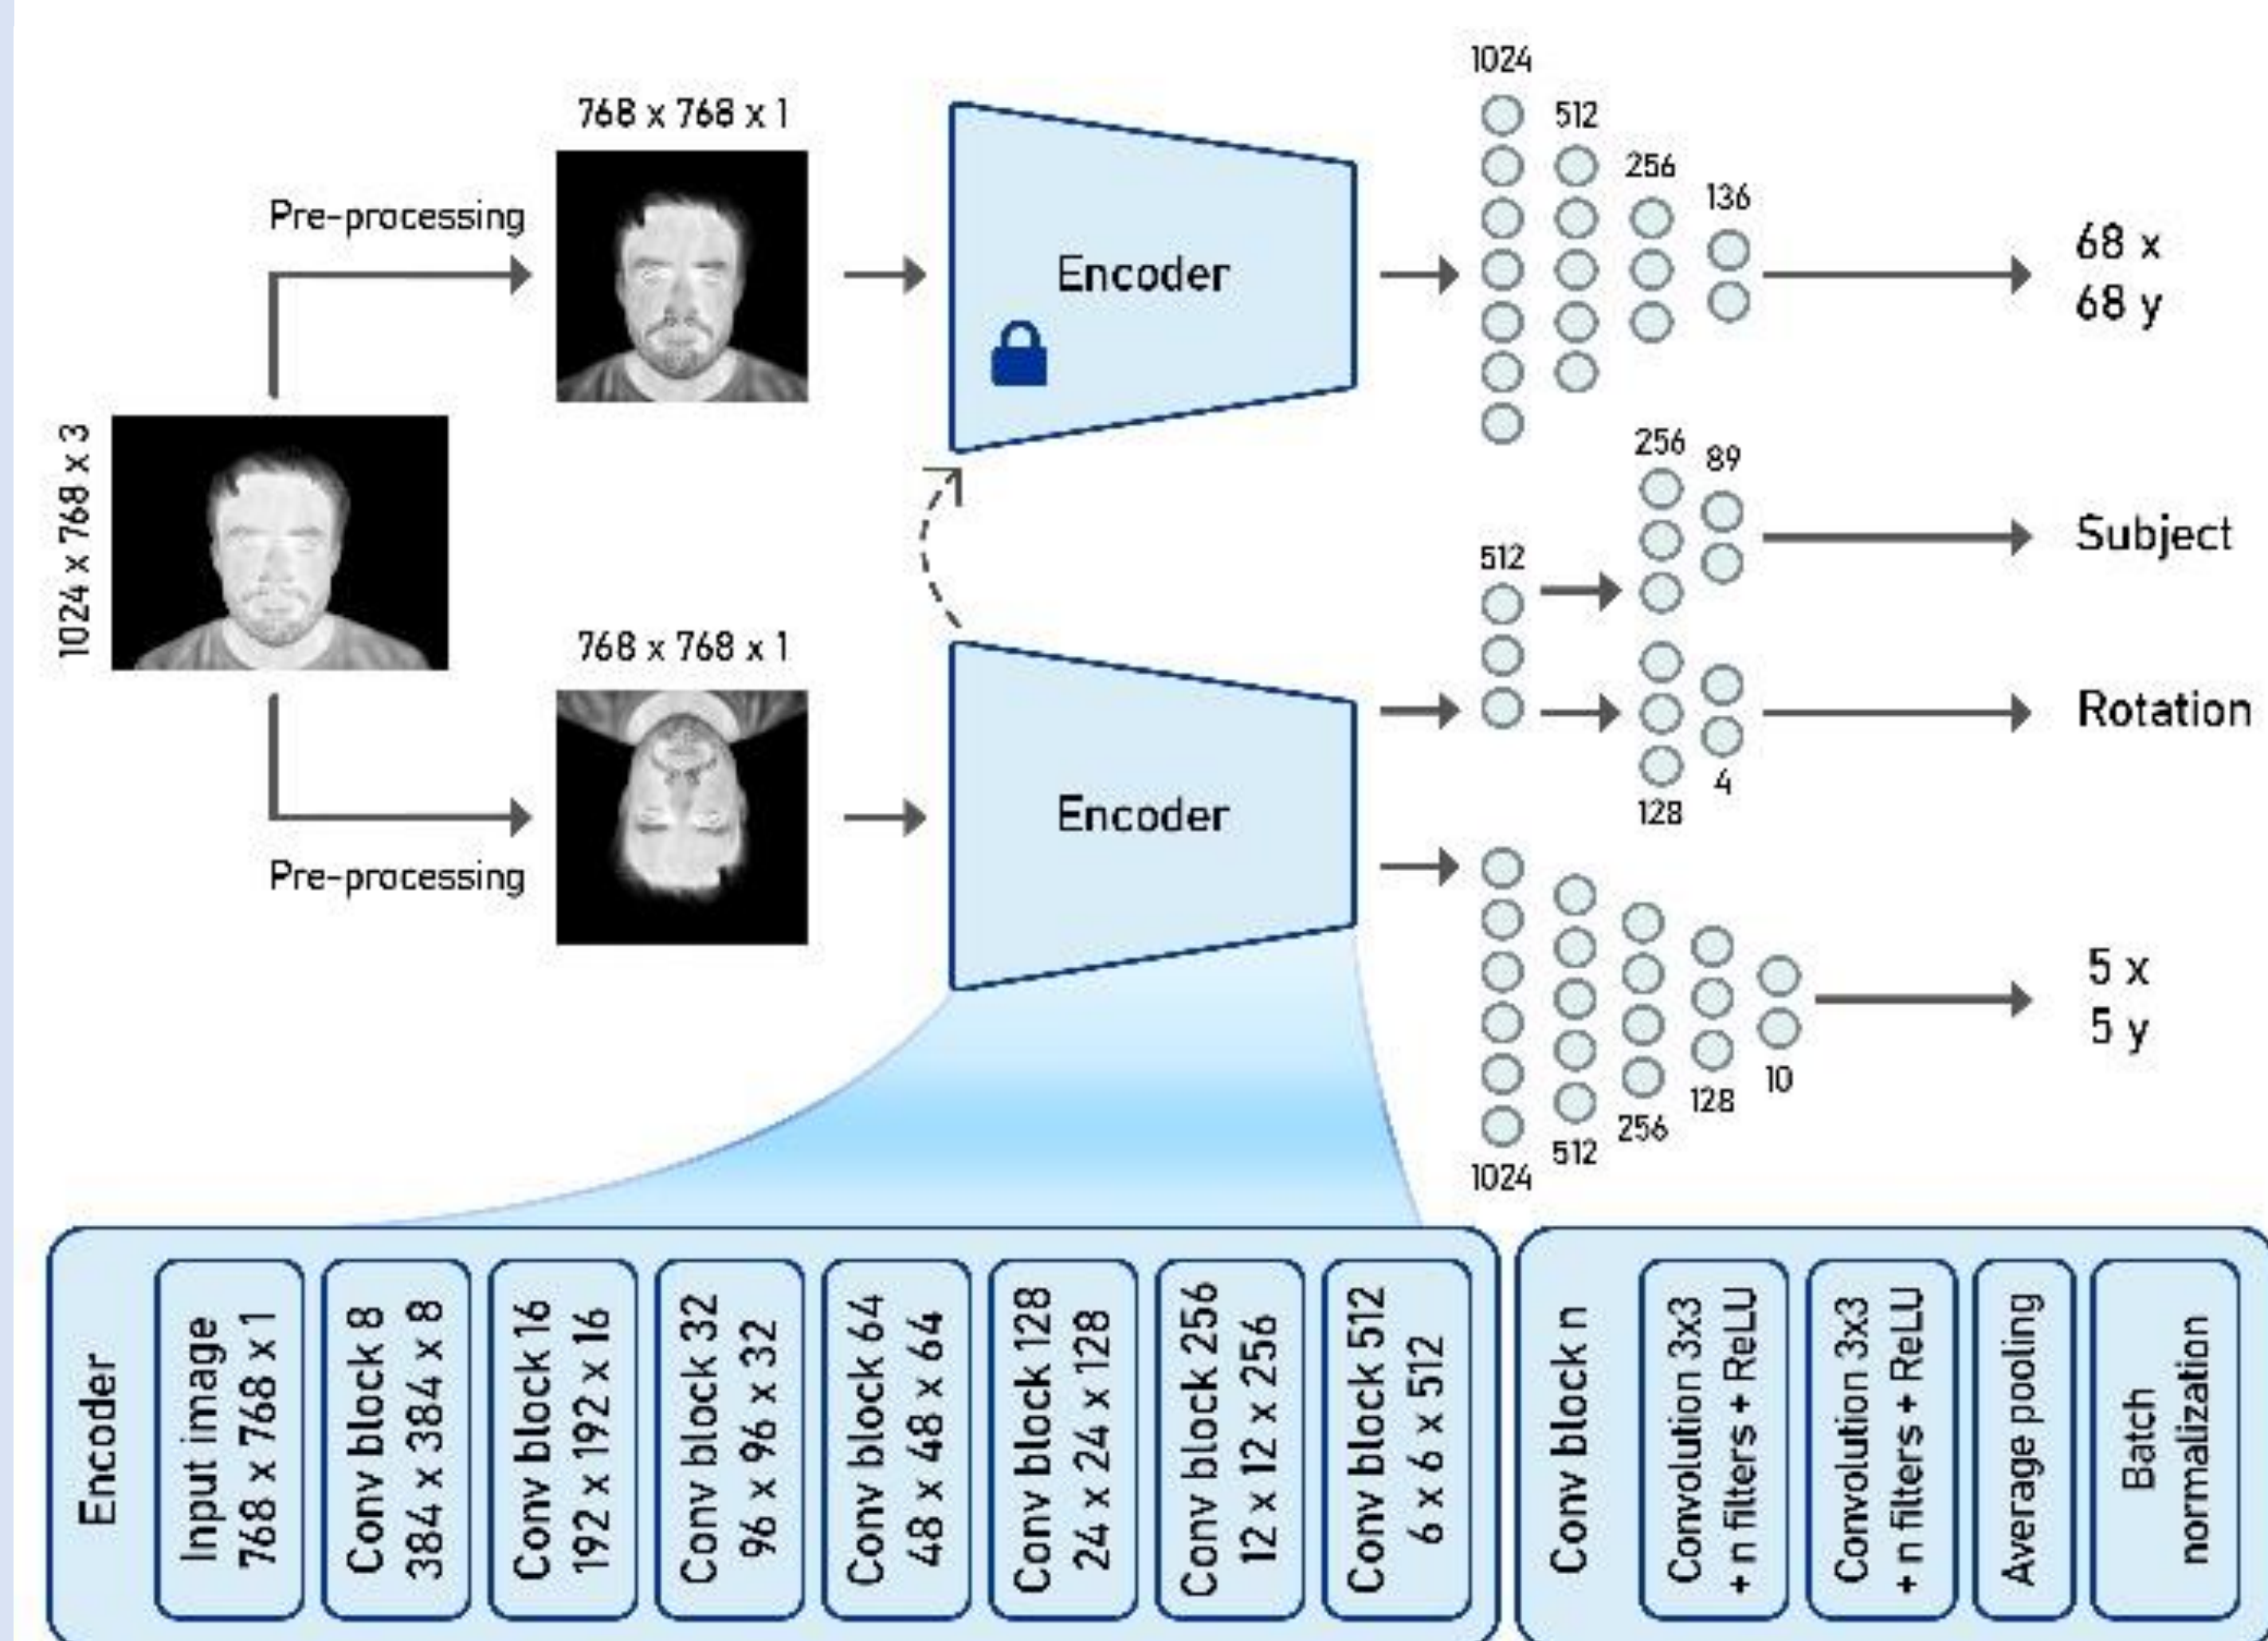 1024
768 x 768 x 1
512
256
136
Pre-processing
Encoder
68 x
68 y
1024 x 768 x 3
256
89
Subject
512
768 x 768 x 1
Rotation
4
128
Encoder
Pre-processing
5 x
5 y
10
128
256
512
1024
Encoder
Input image
768 x 768 x 1
Conv block 8
384 x 384 x 8
Conv block 16
192 x 192 x 16
Conv block 32
96 x 96 x 32
Conv block 64
48 x 48 x 64
Conv block 128
24 x 24 x 128
Conv block 256
12 x 12 x 256
Conv block 512
6 x 6 x 512
Conv block n
Convolution 3x3
+ n filters + ReLU
Convolution 3x3
+ n filters + ReLU
Average pooling
Batch
normalization